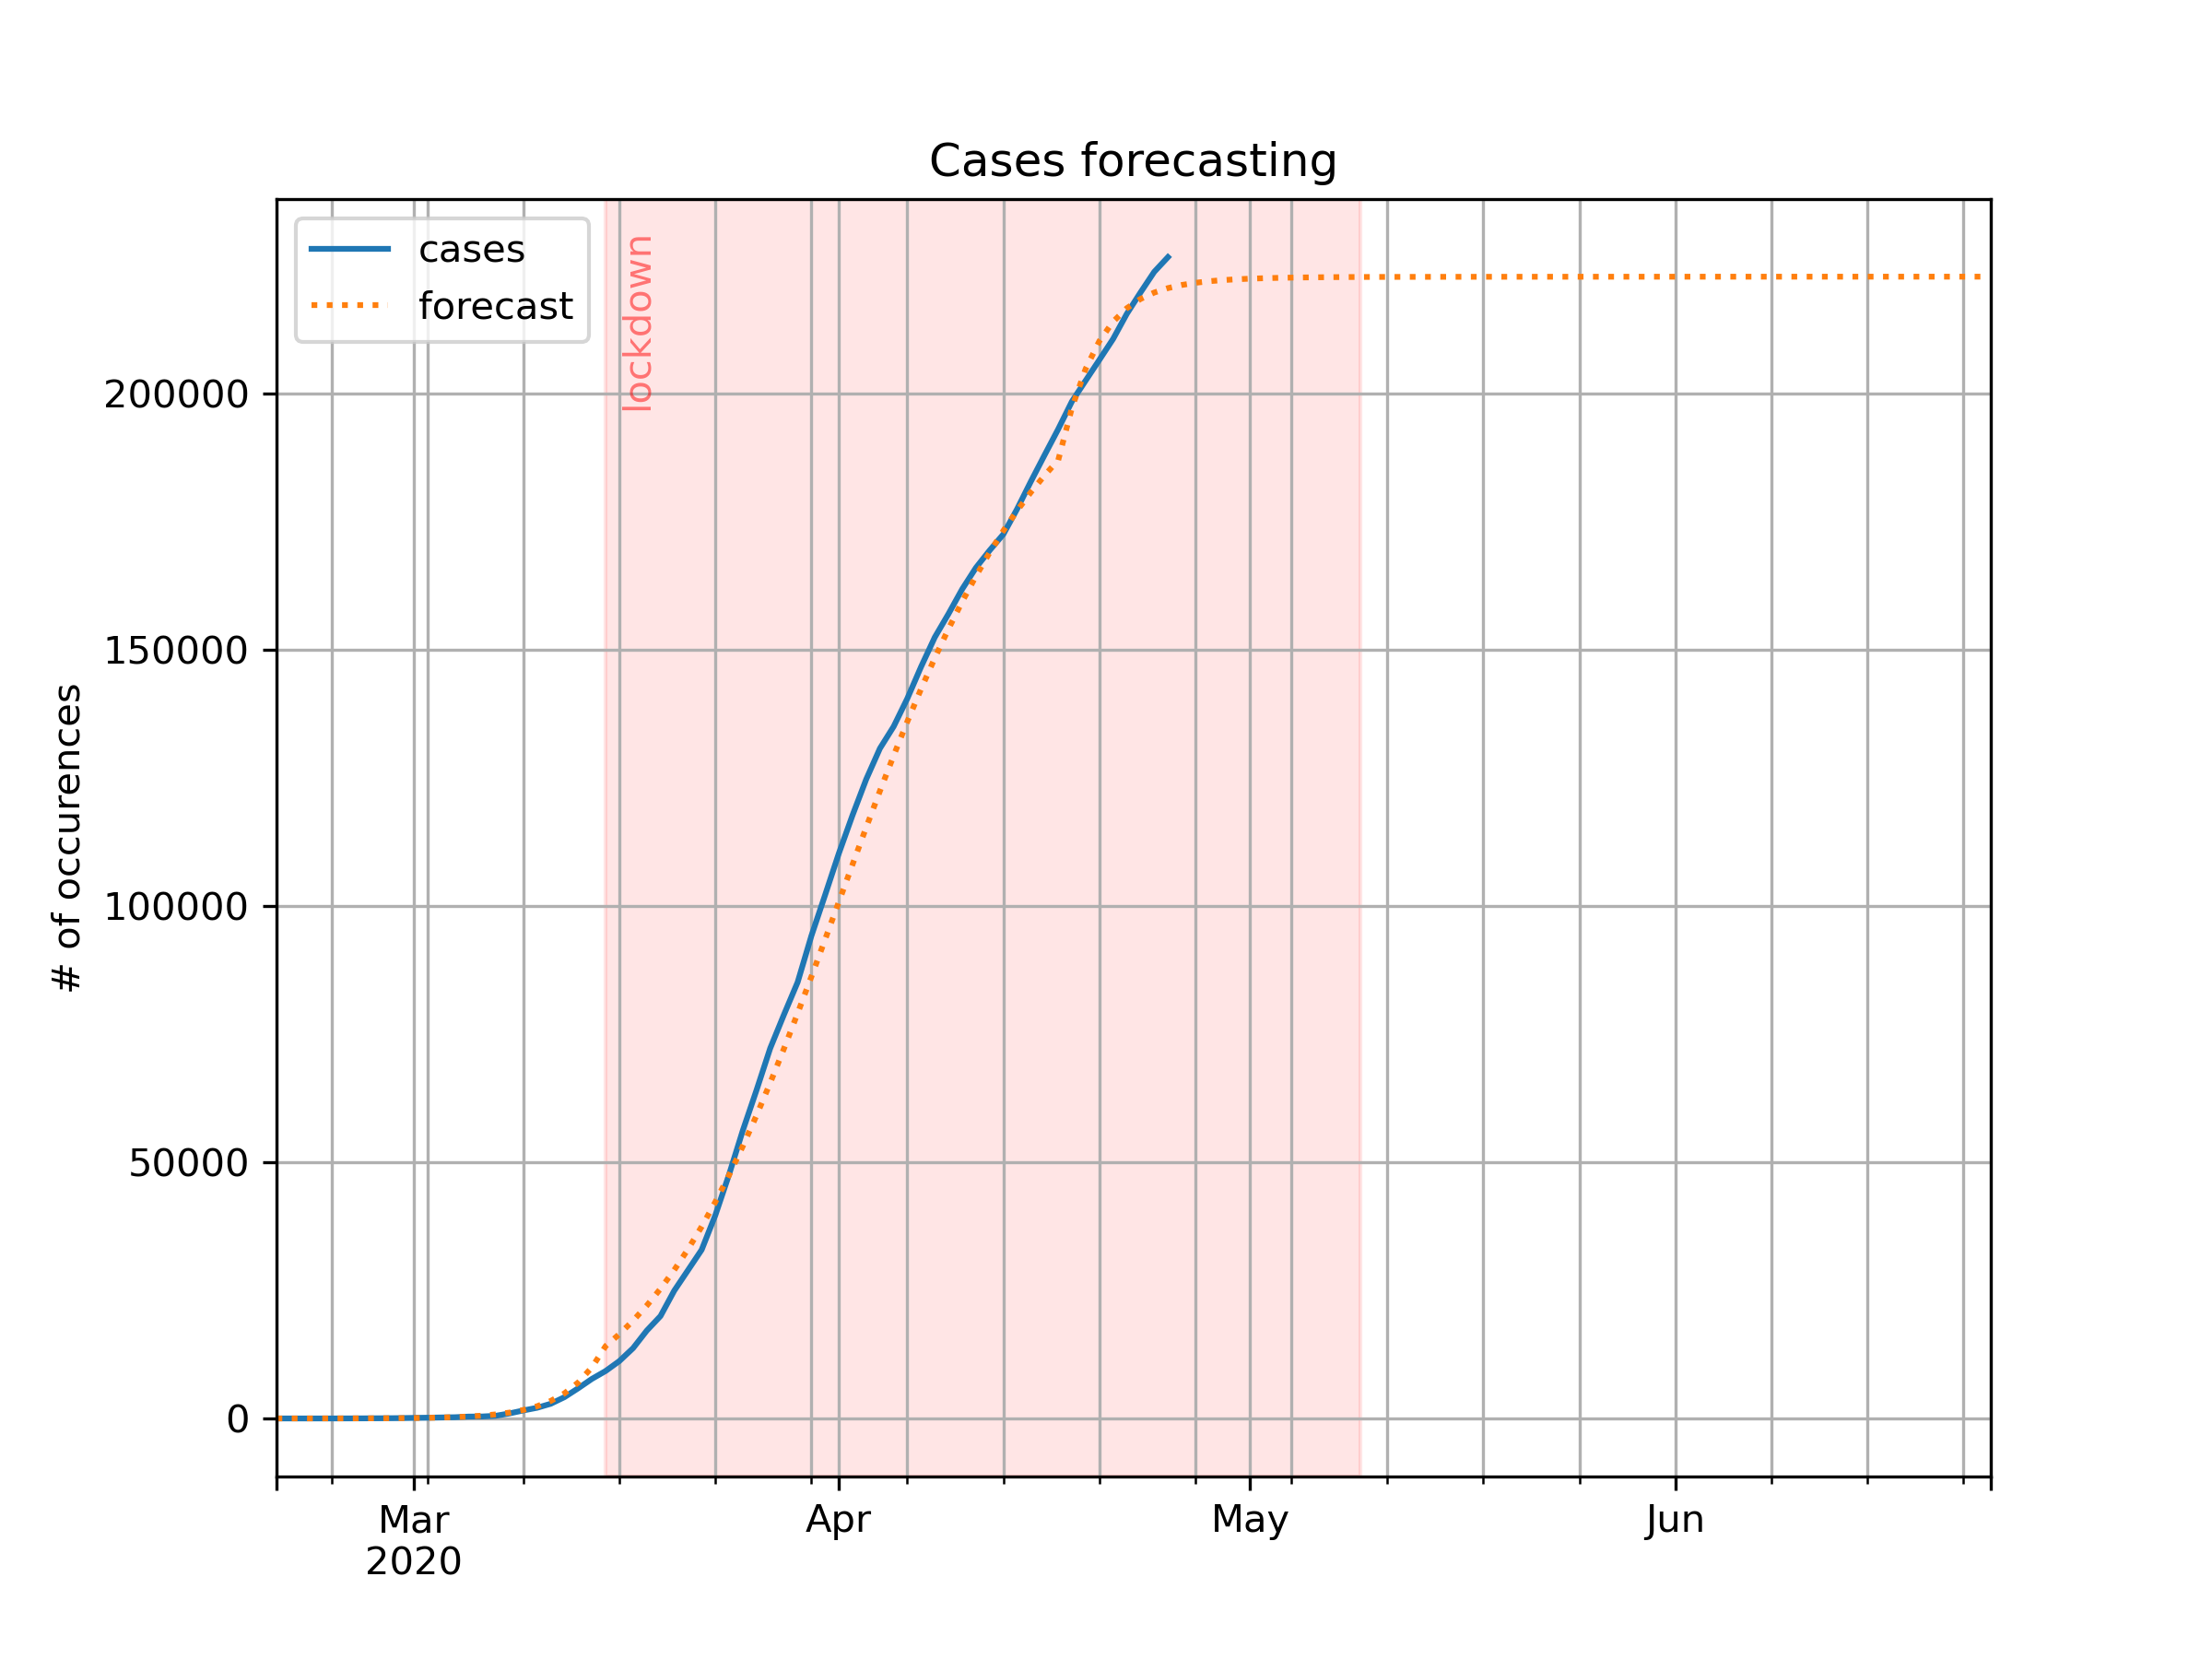 Cases forecasting
cases
forecast
lockdown
# of occurences
200000
150000
100000
50000
0
Mar
2020
Apr
May
Jun